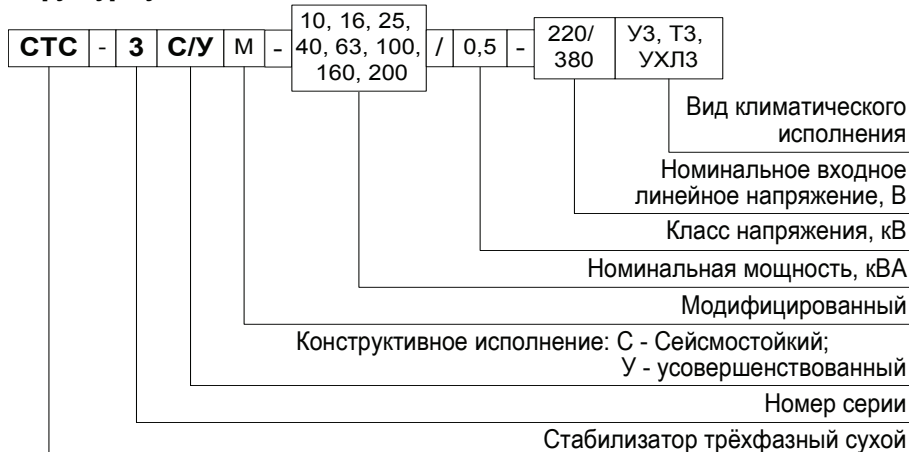 10, 16, 25,
40, 63, 100,
160, 200
СТС - 3 С/У М - / 0,5 - 220/
380 У3, Т3,
УХЛ3
Вид климатического
исполнения
Номинальное входное
линейное напряжение, В
Класс напряжения, кВ
Номинальная мощность, кВА
Модифицированный
Конструктивное исполнение: С - Сейсмостойкий;
У - усовершенствованный
Номер серии
Стабилизатор трёхфазный сухой